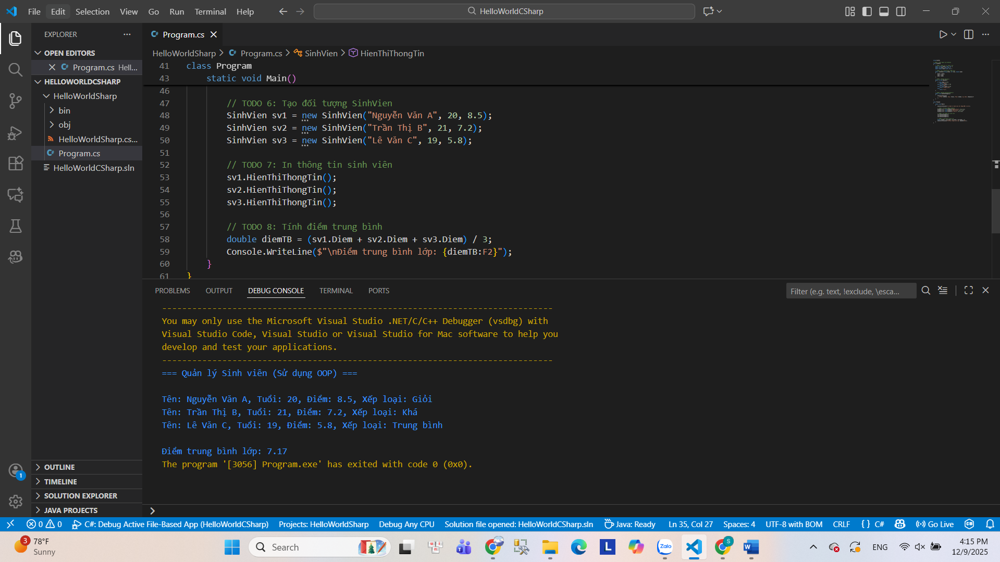 File Edit Selection View Go Run Terminal Help
HelloWorldCSharp
EXPLORER
OPEN EDITORS
Program.cs Hell...
HELLOWORLDCSHARP
HelloWorldSharp
bin
obj
HelloWorldSharp.cs...
Program.cs
HelloWorldCSharp.sln
OUTLINE
TIMELINE
SOLUTION EXPLORER
JAVA PROJECTS
Program.cs
HelloWorldSharp > Program.cs > SinhVien > HienThiThongTin
41 class Program
43 static void Main()
46
47 // TODO 6: Tạo đối tượng SinhVien
48 SinhVien sv1 = new SinhVien("Nguyễn Văn A", 20, 8.5);
49 SinhVien sv2 = new SinhVien("Trần Thị B", 21, 7.2);
50 SinhVien sv3 = new SinhVien("Lê Văn C", 19, 5.8);
51
52 // TODO 7: In thông tin sinh viên
53 sv1.HienThiThongTin();
54 sv2.HienThiThongTin();
55 sv3.HienThiThongTin();
56
57 // TODO 8: Tính điểm trung bình
58 double diemTB = (sv1.Diem + sv2.Diem + sv3.Diem) / 3;
59 Console.WriteLine($"\nĐiểm trung bình lớp: {diemTB:F2}");
60 }
61 }
PROBLEMS OUTPUT DEBUG CONSOLE TERMINAL PORTS
Filter (e.g. text, !exclude, \esca...
------------------------------------------------------------------------------
You may only use the Microsoft Visual Studio .NET/C/C++ Debugger (vsdbg) with
Visual Studio Code, Visual Studio or Visual Studio for Mac software to help you
develop and test your applications.
------------------------------------------------------------------------------
=== Quản lý Sinh viên (Sử dụng OOP) ===
Tên: Nguyễn Văn A, Tuổi: 20, Điểm: 8.5, Xếp loại: Giỏi
Tên: Trần Thị B, Tuổi: 21, Điểm: 7.2, Xếp loại: Khá
Tên: Lê Văn C, Tuổi: 19, Điểm: 5.8, Xếp loại: Trung bình
Điểm trung bình lớp: 7.17
The program '[3056] Program.exe' has exited with code 0 (0x0).
1
0 0 C#: Debug Active File-Based App (HelloWorldCSharp) Projects: HelloWorldSharp Debug Any CPU Solution file opened: HelloWorldCSharp.sln Java: Ready Ln 35, Col 27 Spaces: 4 UTF-8 with BOM CRLF { } C# Go Live
3
78°F
Sunny
Search
L
Zalo
S
W
ENG
4:15 PM
12/9/2025